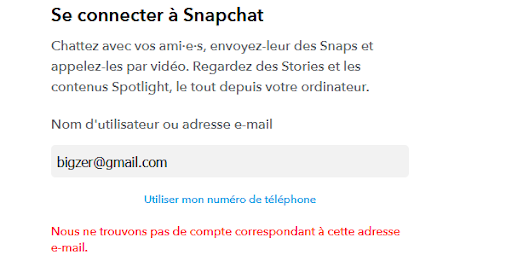 Se connecter à Snapchat
Chattez avec vos ami·e·s, envoyez-leur des Snaps et
appelez-les par vidéo. Regardez des Stories et les
contenus Spotlight, le tout depuis votre ordinateur.
Nom d'utilisateur ou adresse e-mail
bigzer@gmail.com
Utiliser mon numéro de téléphone
Nous ne trouvons pas de compte correspondant à cette adresse
e-mail.